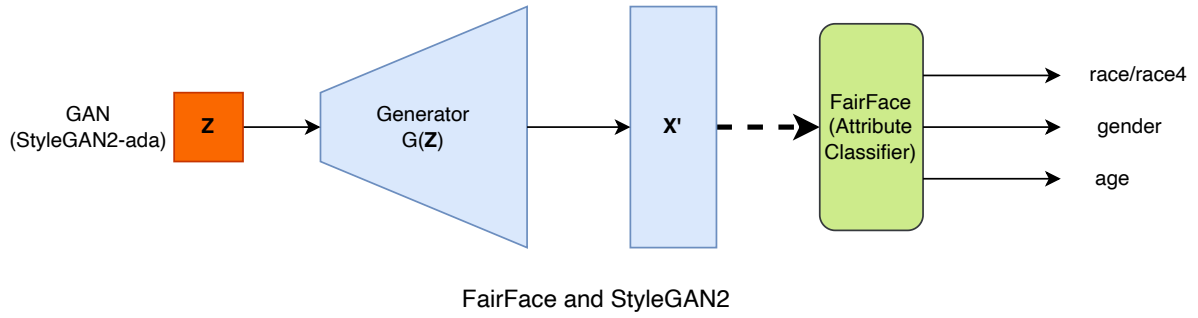 GAN
(StyleGAN2-ada)
Z
Generator
G(Z)
X'
FairFace
(Attribute
Classifier)
race/race4
gender
age
FairFace and StyleGAN2